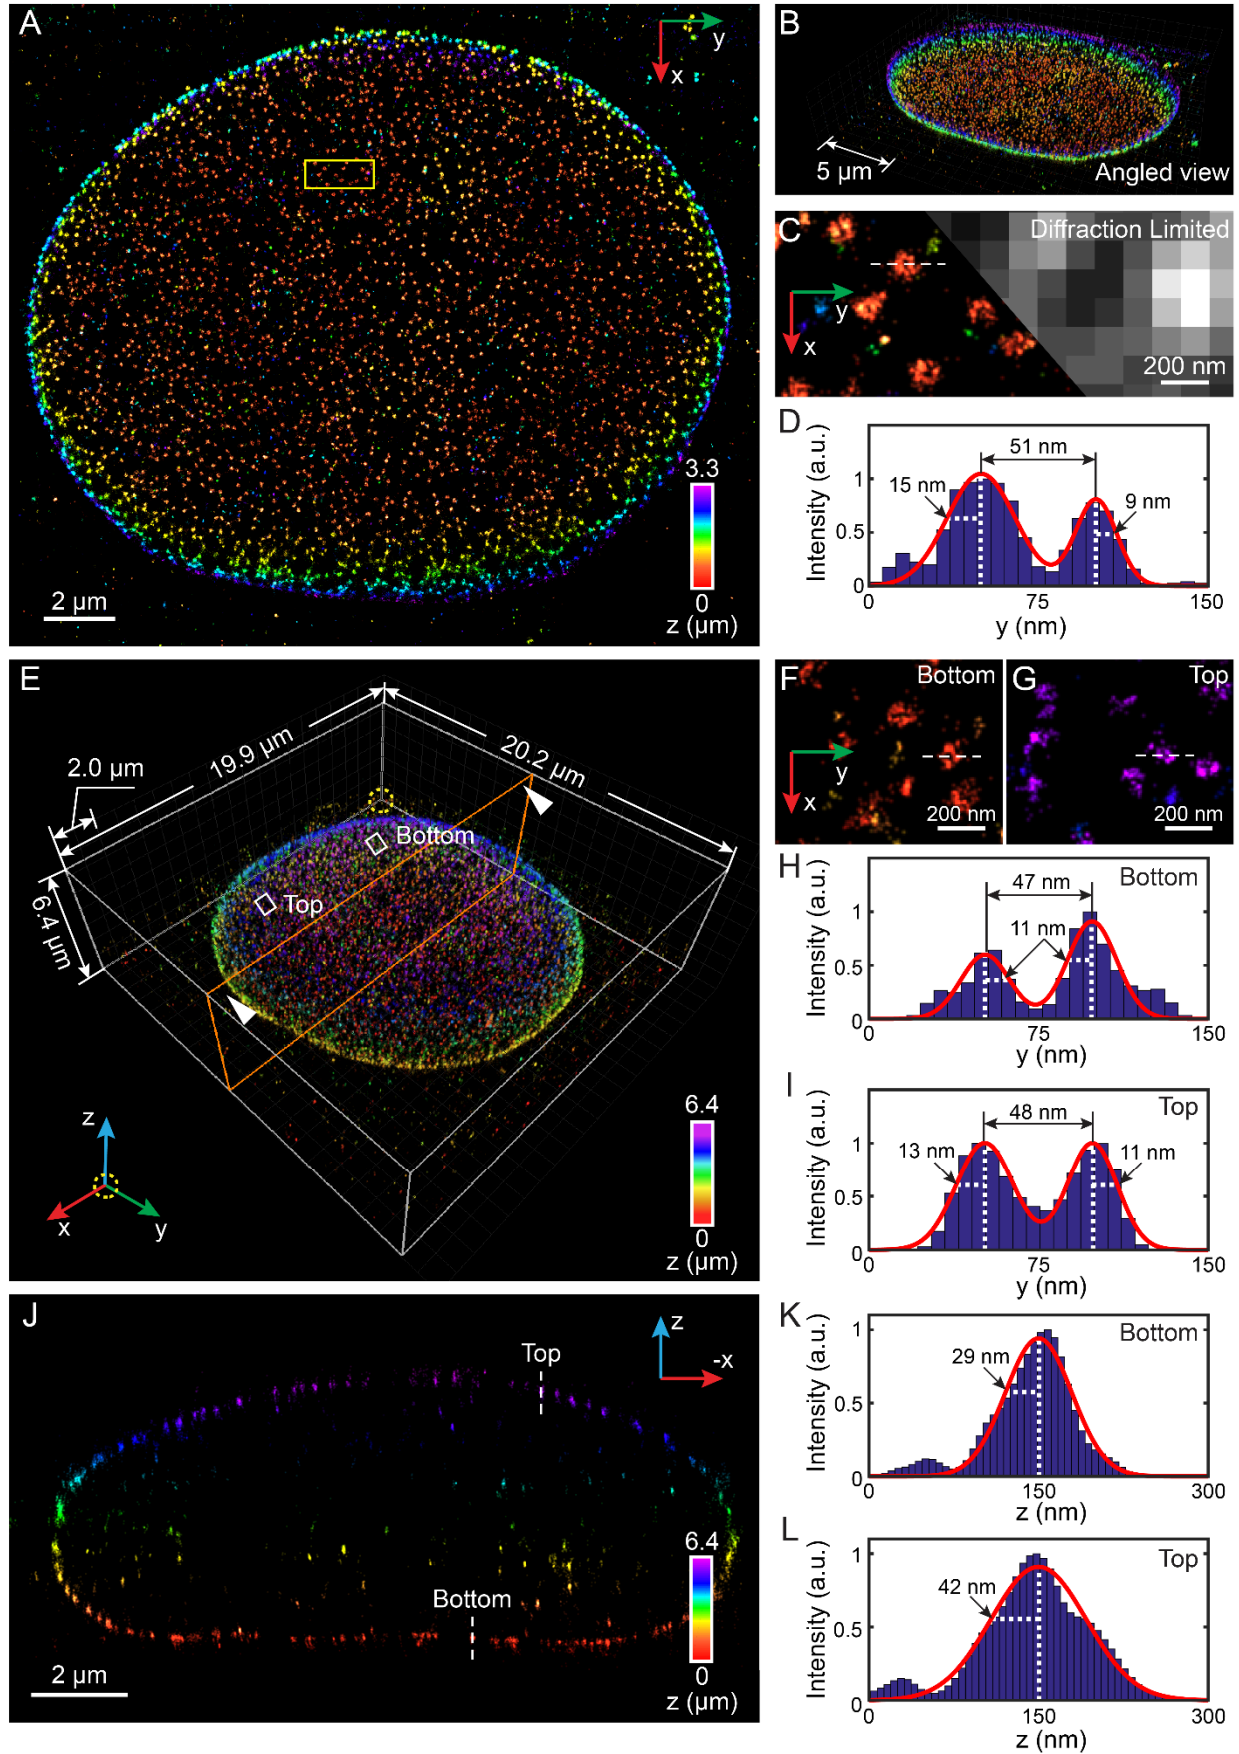 A
y
x
3.3
0
z (μm)
2 μm
B
5 μm
Angled view
C
Diffraction Limited
y
x
200 nm
D
Intensity (a.u.)
1
0.5
0
51 nm
15 nm
9 nm
0 75 150
y (nm)
E
19.9 μm
20.2 μm
2.0 μm
6.4 μm
Bottom
Top
z
x
y
6.4
0
z (μm)
F
Bottom
y
x
200 nm
G
Top
200 nm
H
Bottom
Intensity (a.u.)
1
0.5
0
47 nm
11 nm
0 75 150
y (nm)
I
Top
Intensity (a.u.)
1
0.5
0
48 nm
13 nm
11 nm
0 75 150
y (nm)
J
z
-x
Top
Bottom
6.4
0
z (μm)
2 μm
K
Bottom
Intensity (a.u.)
1
0.5
0
29 nm
0 150 300
z (nm)
L
Top
Intensity (a.u.)
1
0.5
0
42 nm
0 150 300
z (nm)